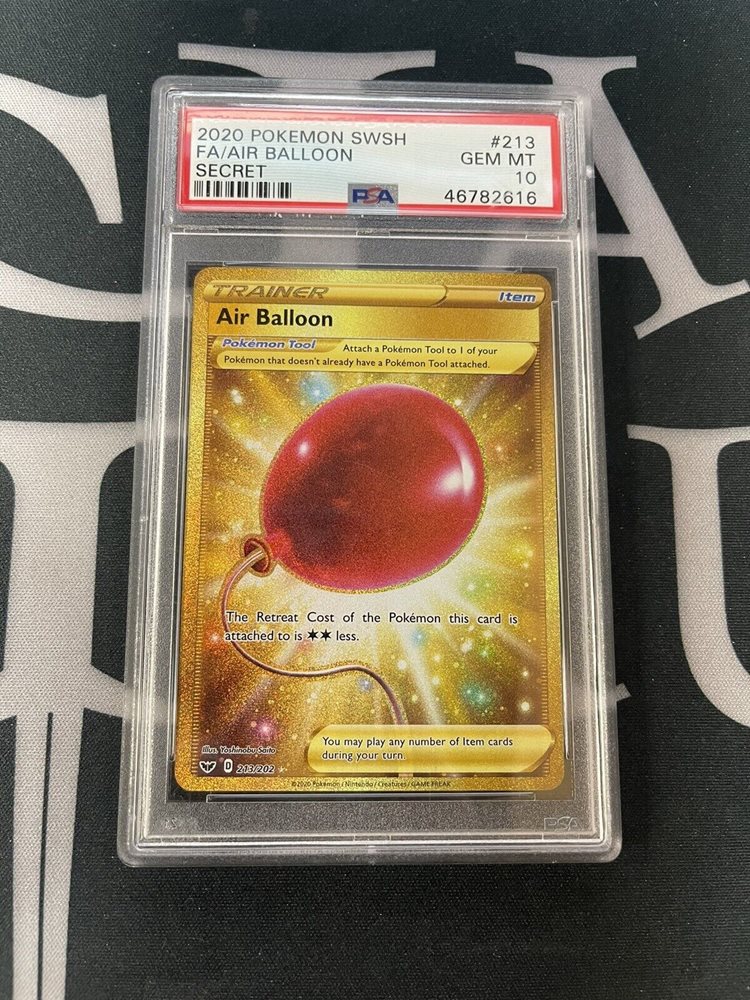 2020 POKEMON SWSH #213
FA/AIR BALLOON GEM MT
SECRET 10
PSA 46782616
TRAINER Item
Air Balloon
Pokémon Tool Attach a Pokémon Tool to 1 of your
Pokémon that doesn't already have a Pokémon Tool attached.
The Retreat Cost of the Pokémon this card is
attached to is ✷✷ less.
You may play any number of Item cards
during your turn.
Illus. Yoshinobu Saito
D 213/202
©2020 Pokémon / Nintendo / Creatures / GAME FREAK
PSA